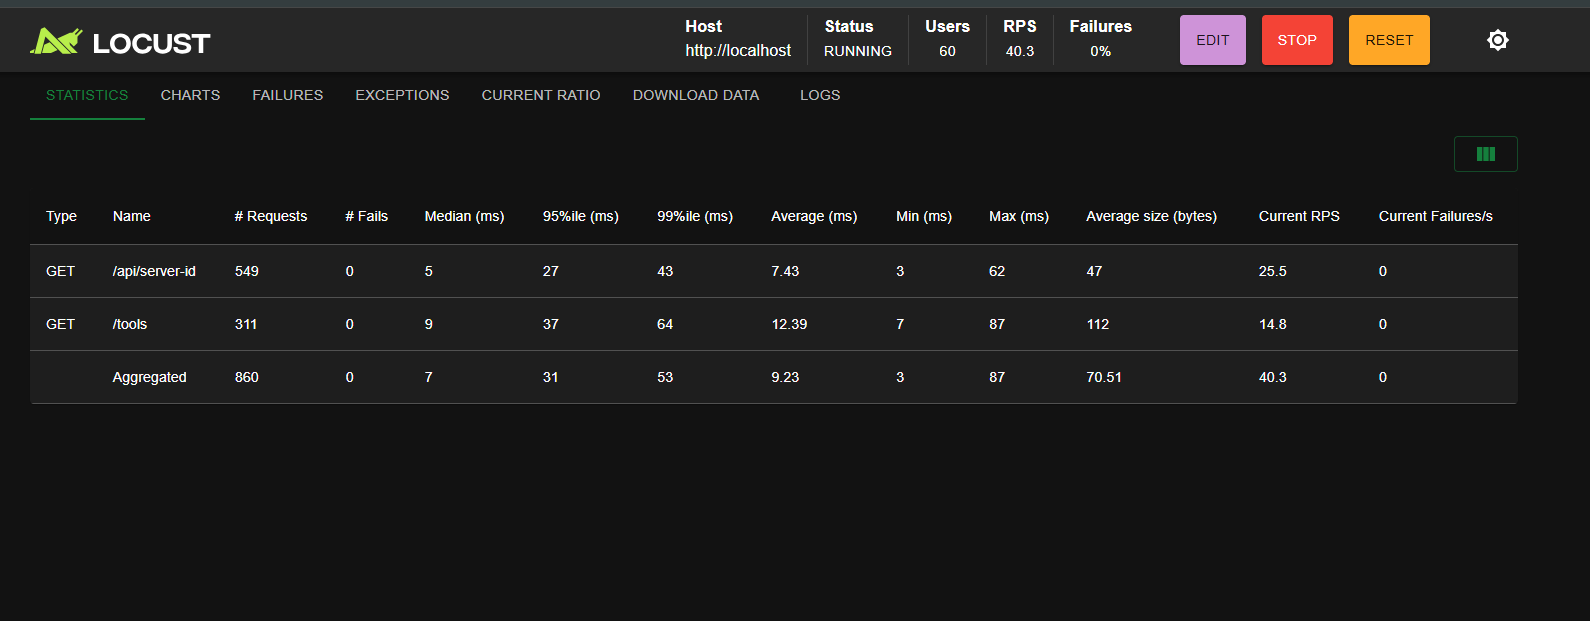 LOCUST
Host Status Users RPS Failures
http://localhost RUNNING 60 40.3 0%
EDIT STOP RESET
STATISTICS CHARTS FAILURES EXCEPTIONS CURRENT RATIO DOWNLOAD DATA LOGS
Type Name # Requests # Fails Median (ms) 95%ile (ms) 99%ile (ms) Average (ms) Min (ms) Max (ms) Average size (bytes) Current RPS Current Failures/s
GET /api/server-id 549 0 5 27 43 7.43 3 62 47 25.5 0
GET /tools 311 0 9 37 64 12.39 7 87 112 14.8 0
Aggregated 860 0 7 31 53 9.23 3 87 70.51 40.3 0